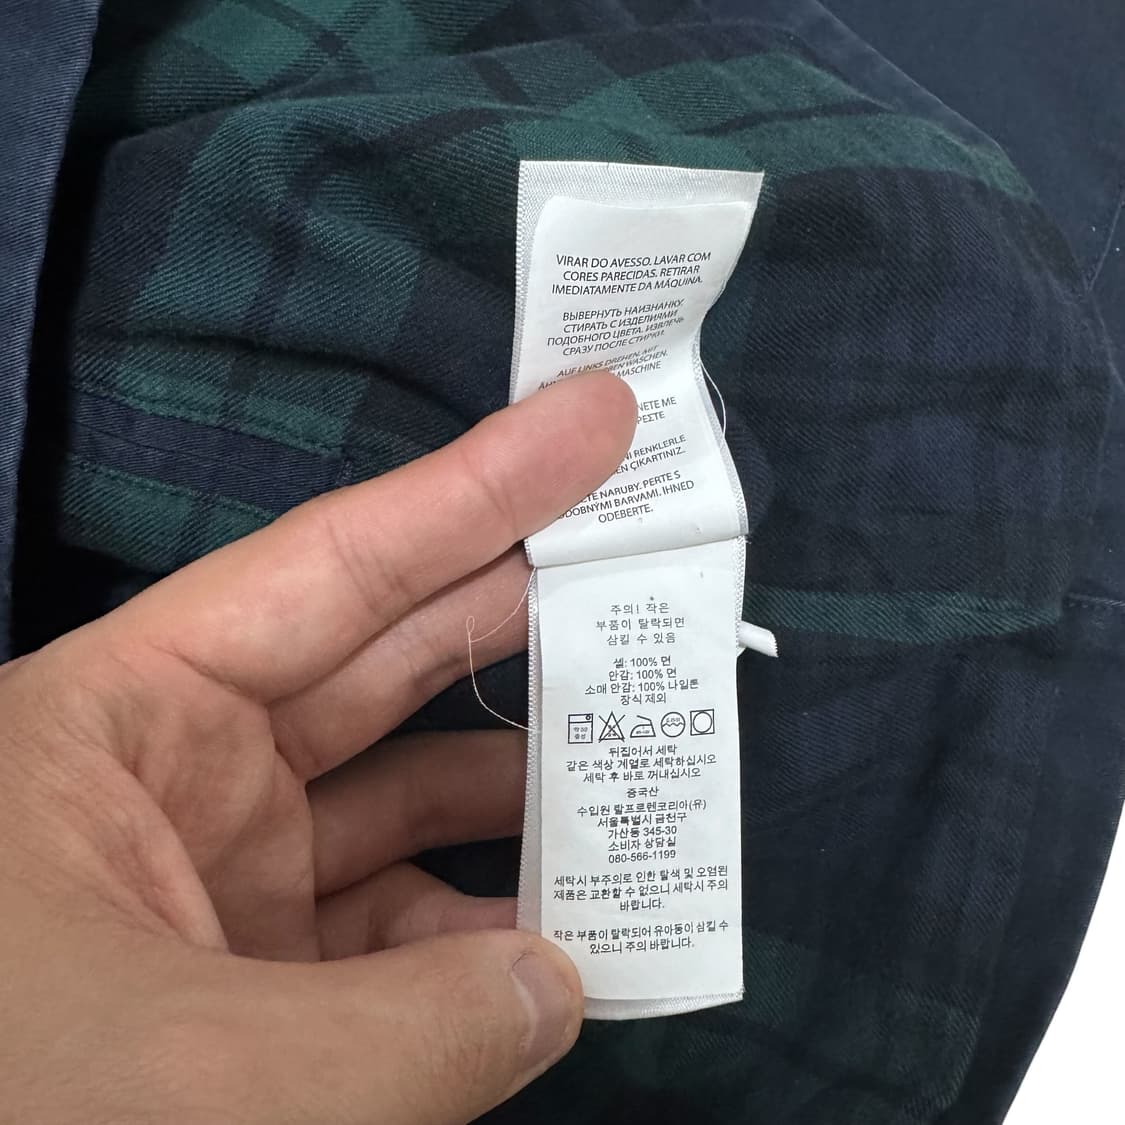 VIRAR DO AVESSO. LAVAR COM
CORES PARECIDAS. RETIRAR
IMEDIATAMENTE DA MÁQUINA.
ВЫВЕРНУТЬ НАИЗНАНКУ.
СТИРАТЬ С ИЗДЕЛИЯМИ
ПОДОБНОГО ЦВЕТА. ИЗВЛЕЧЬ
СРАЗУ ПОСЛЕ СТИРКИ.
AUF LINKS DREHEN. MIT
WASCHEN.
MASCHINE
ME
RENKLERLE
ÇIKARTINIZ.
NARUBY. PERTE S
BARVAMI. IHNED
ODEBERTE.
주의! 작은
부품이 탈락되면
삼킬 수 있음
쉘: 100% 면
안감: 100% 면
소매 안감: 100% 나일론
장식 제외
뒤집어서 세탁
같은 색상 계열로 세탁하십시오
세탁 후 바로 꺼내십시오
중국산
수입원 랄프로렌코리아(유)
서울특별시 금천구
가산동 345-30
소비자 상담실
080-566-1199
세탁시 부주의로 인한 탈색 및 오염된
제품은 교환할 수 없으니 세탁시 주의
바랍니다.
작은 부품이 탈락되어 유아동이 삼킬 수
있으니 주의 바랍니다.